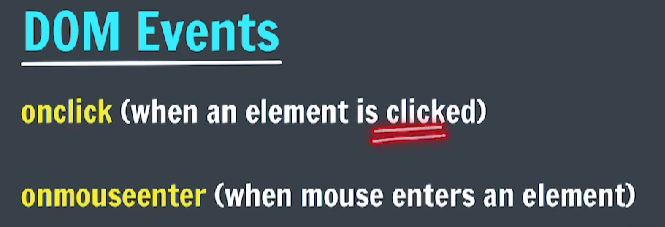 DOM Events
onclick (when an element is clicked)
onmouseenter (when mouse enters an element)